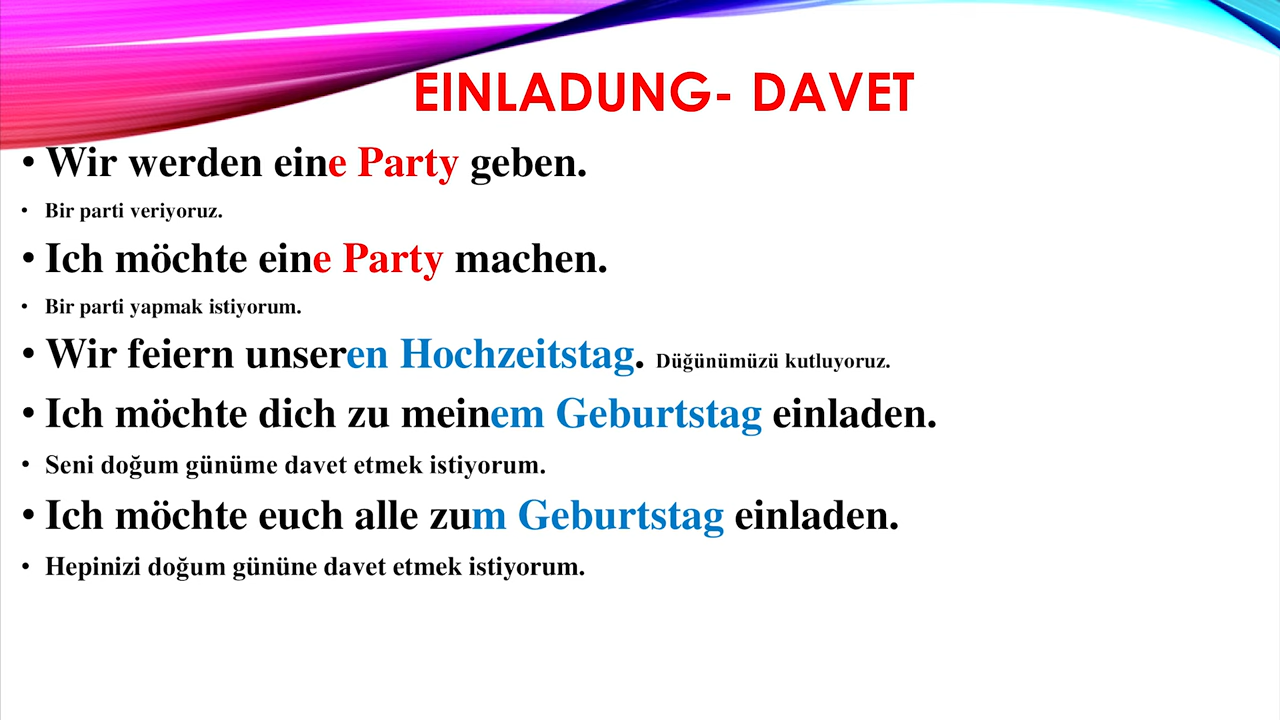 EINLADUNG- DAVET
• Wir werden eine Party geben.
• Bir parti veriyoruz.
• Ich möchte eine Party machen.
• Bir parti yapmak istiyorum.
• Wir feiern unseren Hochzeitstag. Düğünümüzü kutluyoruz.
• Ich möchte dich zu meinem Geburtstag einladen.
• Seni doğum günüme davet etmek istiyorum.
• Ich möchte euch alle zum Geburtstag einladen.
• Hepinizi doğum gününe davet etmek istiyorum.